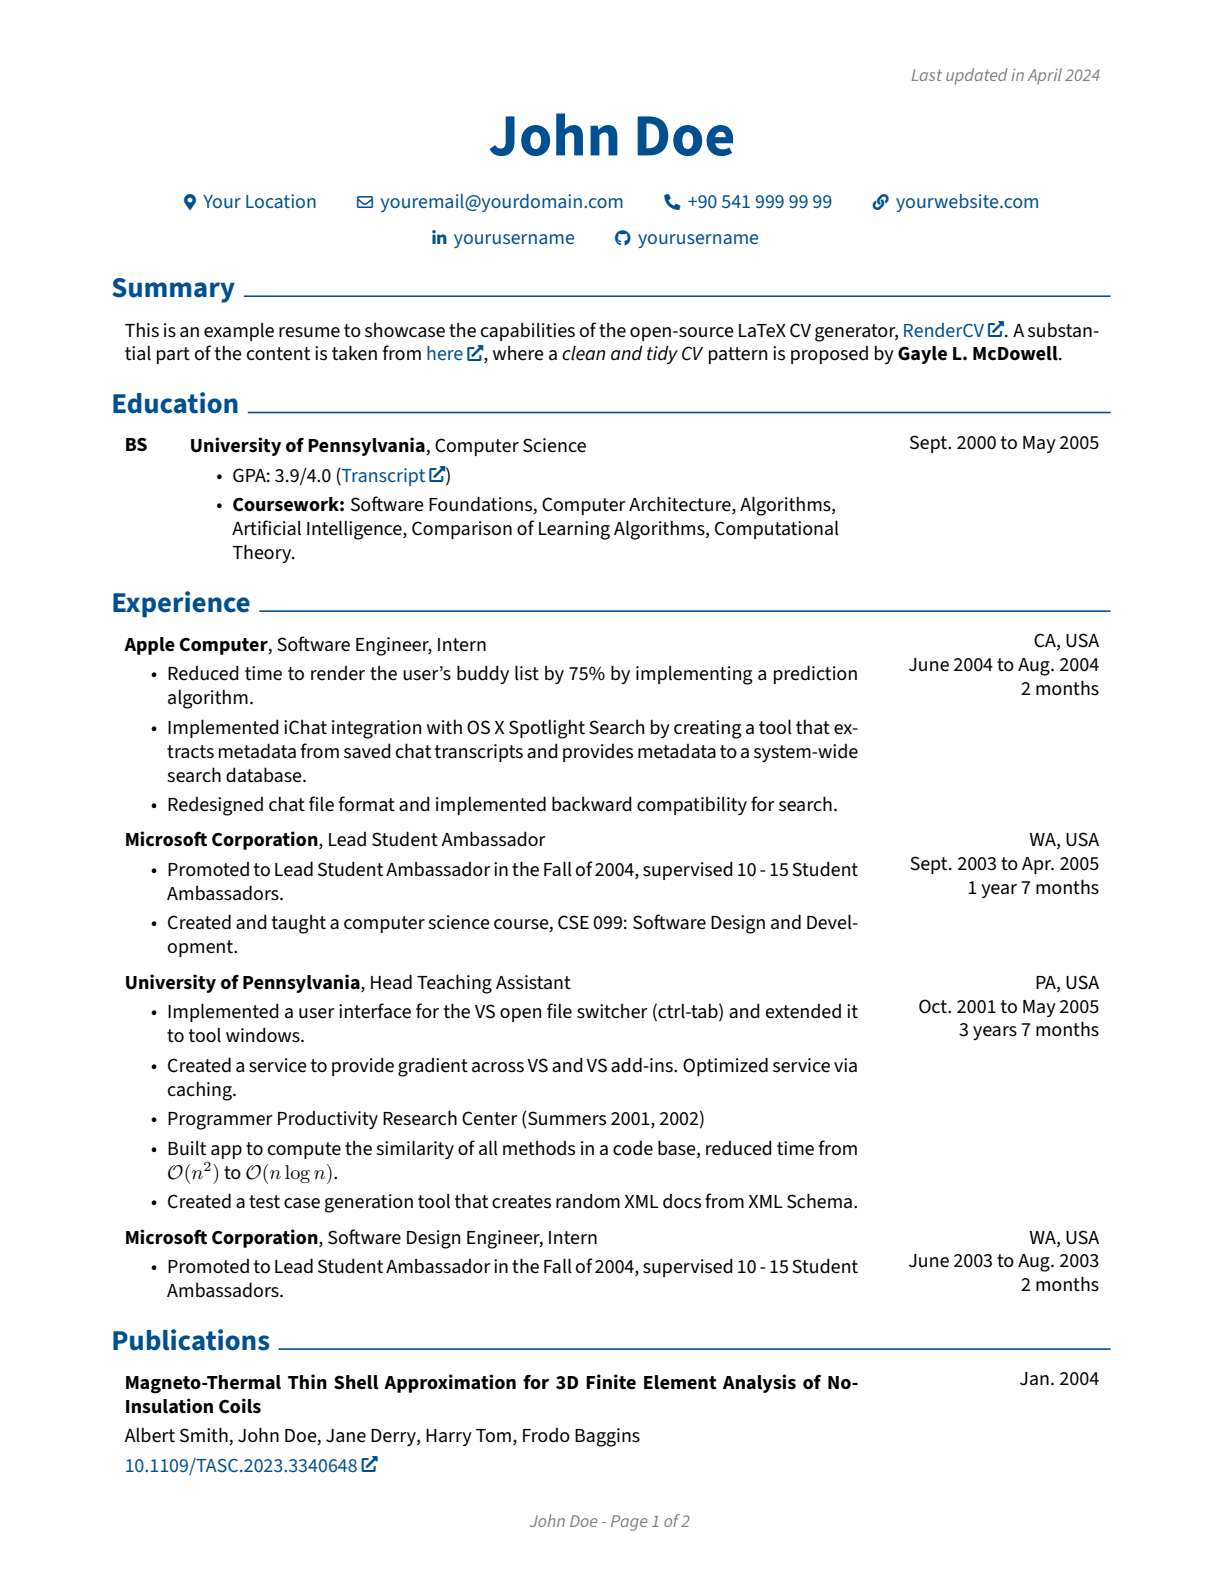 Last updated in April 2024
John Doe
Your Location youremail@yourdomain.com +90 541 999 99 99 yourwebsite.com
yourusername yourusername
Summary
This is an example resume to showcase the capabilities of the open-source LaTeX CV generator, RenderCV. A substan-
tial part of the content is taken from here, where a clean and tidy CV pattern is proposed by Gayle L. McDowell.
Education
BS University of Pennsylvania, Computer Science Sept. 2000 to May 2005
• GPA: 3.9/4.0 (Transcript)
• Coursework: Software Foundations, Computer Architecture, Algorithms,
Artificial Intelligence, Comparison of Learning Algorithms, Computational
Theory.
Experience
Apple Computer, Software Engineer, Intern CA, USA
June 2004 to Aug. 2004
2 months
• Reduced time to render the user's buddy list by 75% by implementing a prediction
algorithm.
• Implemented iChat integration with OS X Spotlight Search by creating a tool that ex-
tracts metadata from saved chat transcripts and provides metadata to a system-wide
search database.
• Redesigned chat file format and implemented backward compatibility for search.
Microsoft Corporation, Lead Student Ambassador WA, USA
Sept. 2003 to Apr. 2005
1 year 7 months
• Promoted to Lead Student Ambassador in the Fall of 2004, supervised 10 - 15 Student
Ambassadors.
• Created and taught a computer science course, CSE 099: Software Design and Devel-
opment.
University of Pennsylvania, Head Teaching Assistant PA, USA
Oct. 2001 to May 2005
3 years 7 months
• Implemented a user interface for the VS open file switcher (ctrl-tab) and extended it
to tool windows.
• Created a service to provide gradient across VS and VS add-ins. Optimized service via
caching.
• Programmer Productivity Research Center (Summers 2001, 2002)
• Built app to compute the similarity of all methods in a code base, reduced time from
𝒪(n²) to 𝒪(n log n).
• Created a test case generation tool that creates random XML docs from XML Schema.
Microsoft Corporation, Software Design Engineer, Intern WA, USA
June 2003 to Aug. 2003
2 months
• Promoted to Lead Student Ambassador in the Fall of 2004, supervised 10 - 15 Student
Ambassadors.
Publications
Magneto-Thermal Thin Shell Approximation for 3D Finite Element Analysis of No- Jan. 2004
Insulation Coils
Albert Smith, John Doe, Jane Derry, Harry Tom, Frodo Baggins
10.1109/TASC.2023.3340648
John Doe - Page 1 of 2